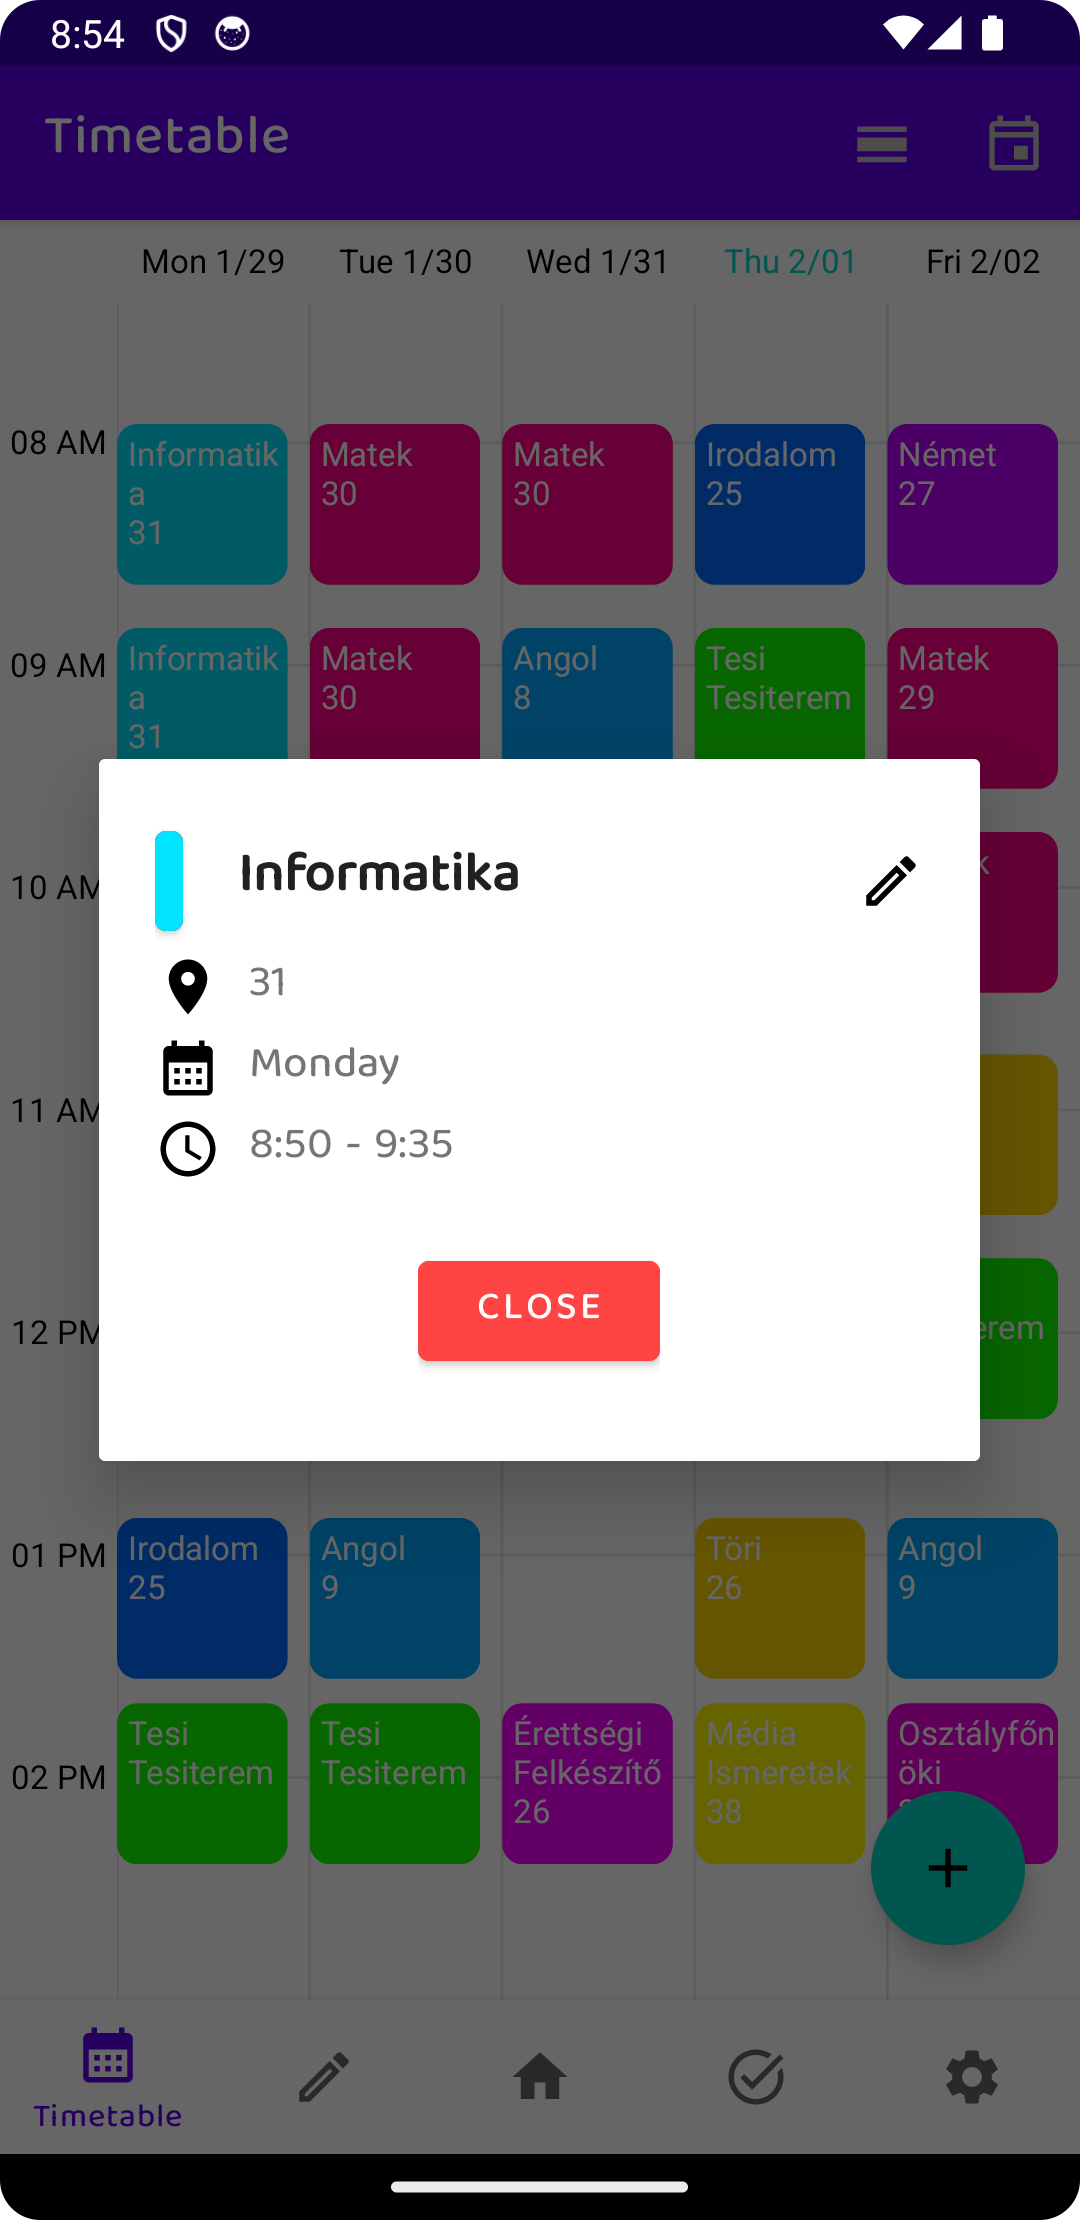 8:54
Timetable
Mon 1/29 Tue 1/30 Wed 1/31 Thu 2/01 Fri 2/02
08 AM
Informatik
a
31
Matek
30
Matek
30
Irodalom
25
Német
27
09 AM
Informatik
a
31
Matek
30
Angol
8
Tesi
Tesiterem
Matek
29
10 AM
11 AM
12 PM
Informatika
31
Monday
8:50 - 9:35
CLOSE
01 PM
Irodalom
25
Angol
9
Töri
26
Angol
9
02 PM
Tesi
Tesiterem
Tesi
Tesiterem
Érettségi
Felkészítő
26
Média
Ismeretek
38
Osztályfőn
öki
Timetable